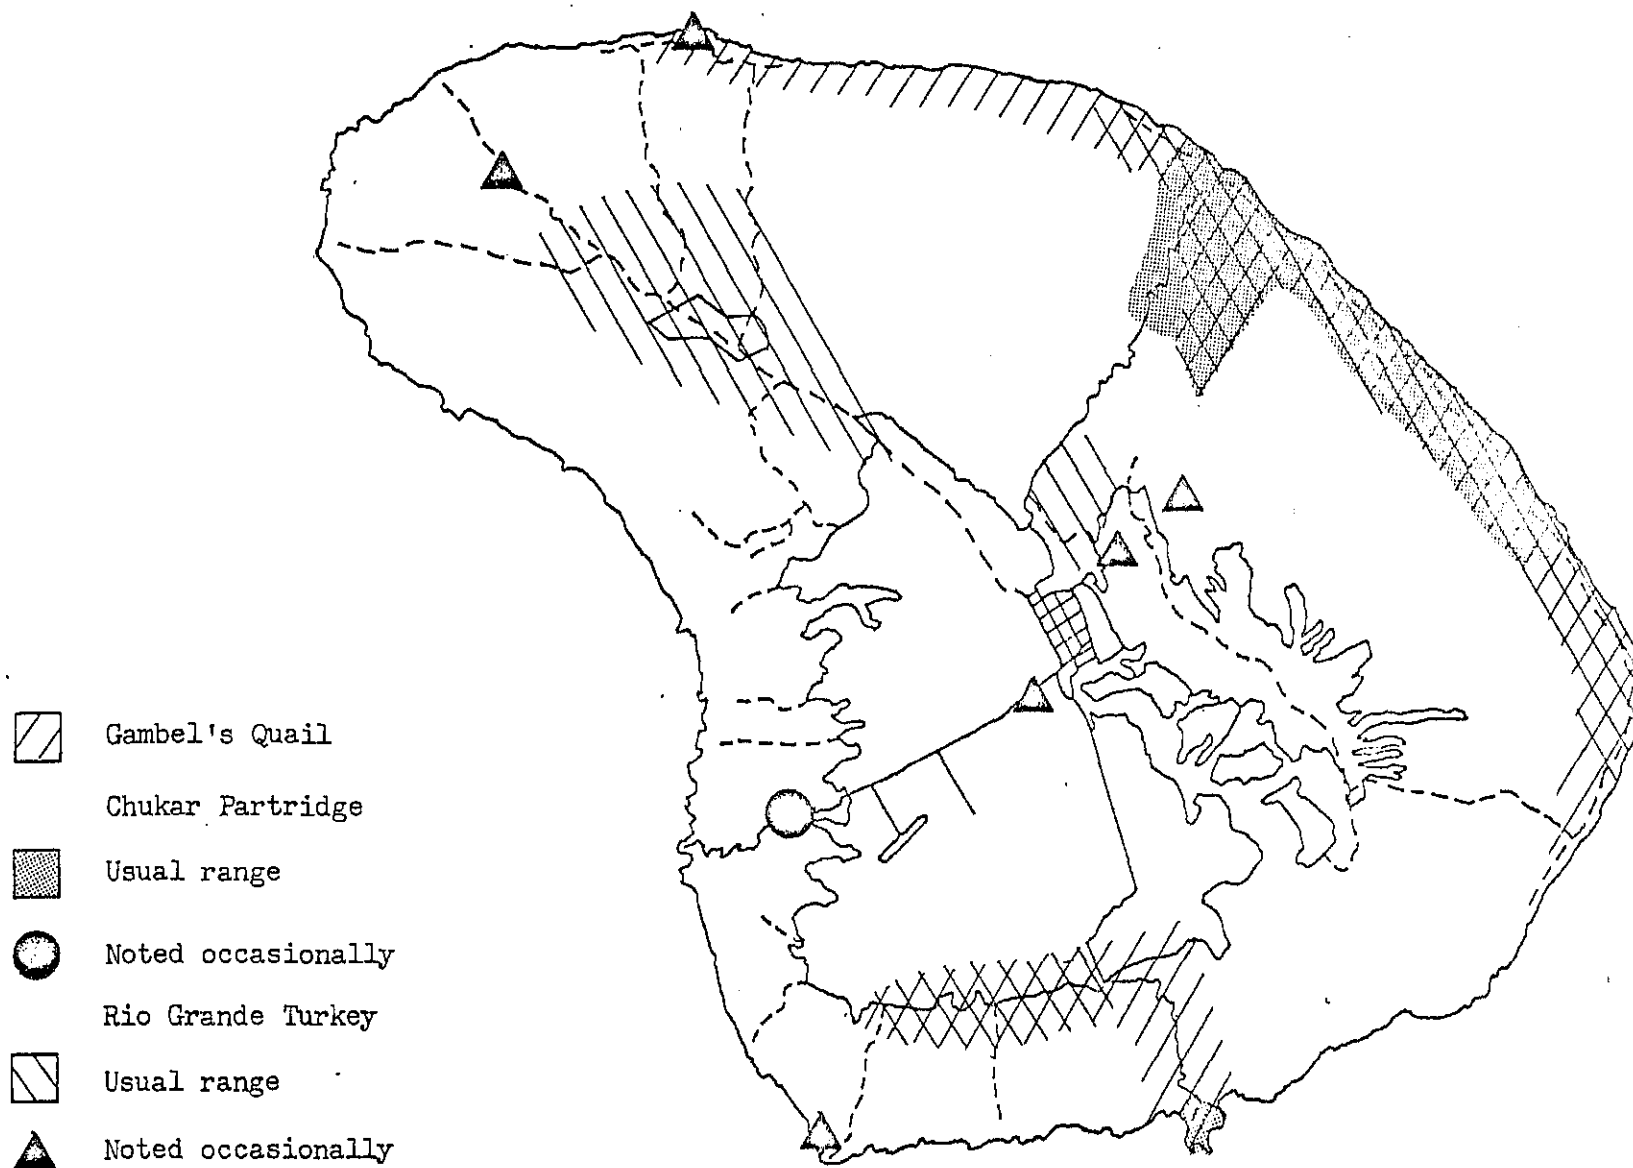 Gambel's Quail
Chukar Partridge
Usual range
Noted occasionally
Rio Grande Turkey
Usual range
Noted occasionally